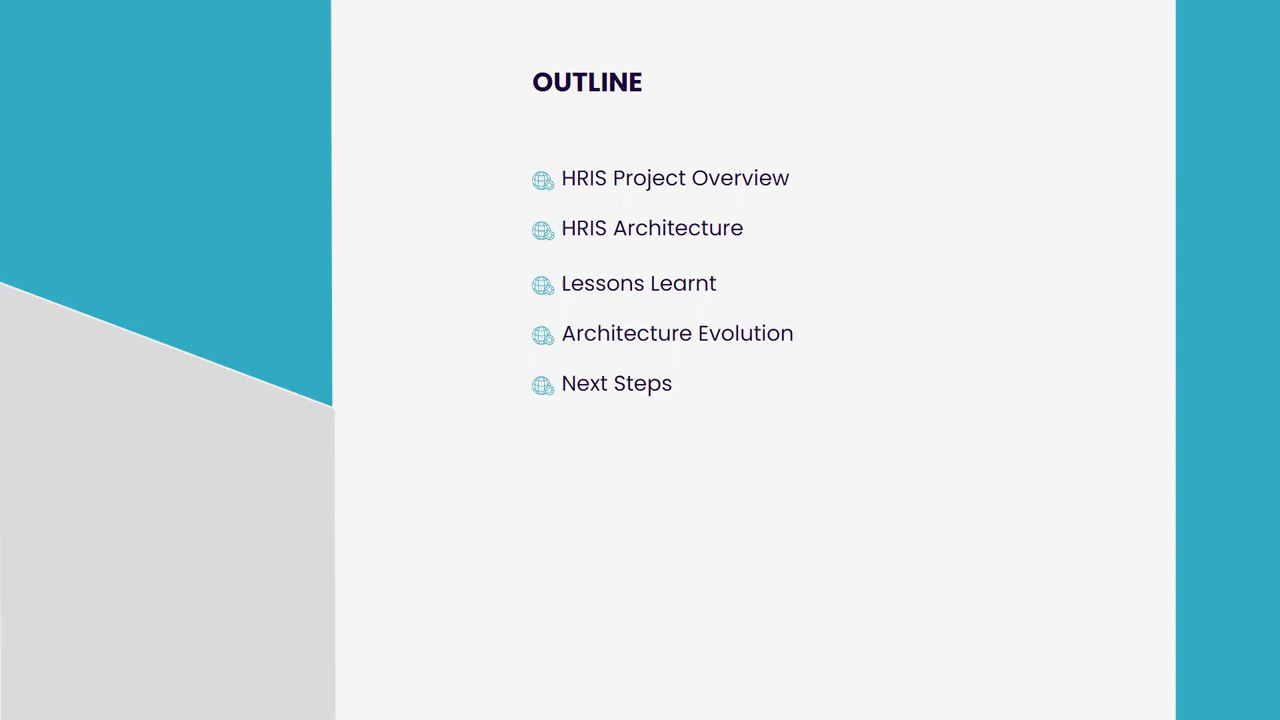 OUTLINE
HRIS Project Overview
HRIS Architecture
Lessons Learnt
Architecture Evolution
Next Steps